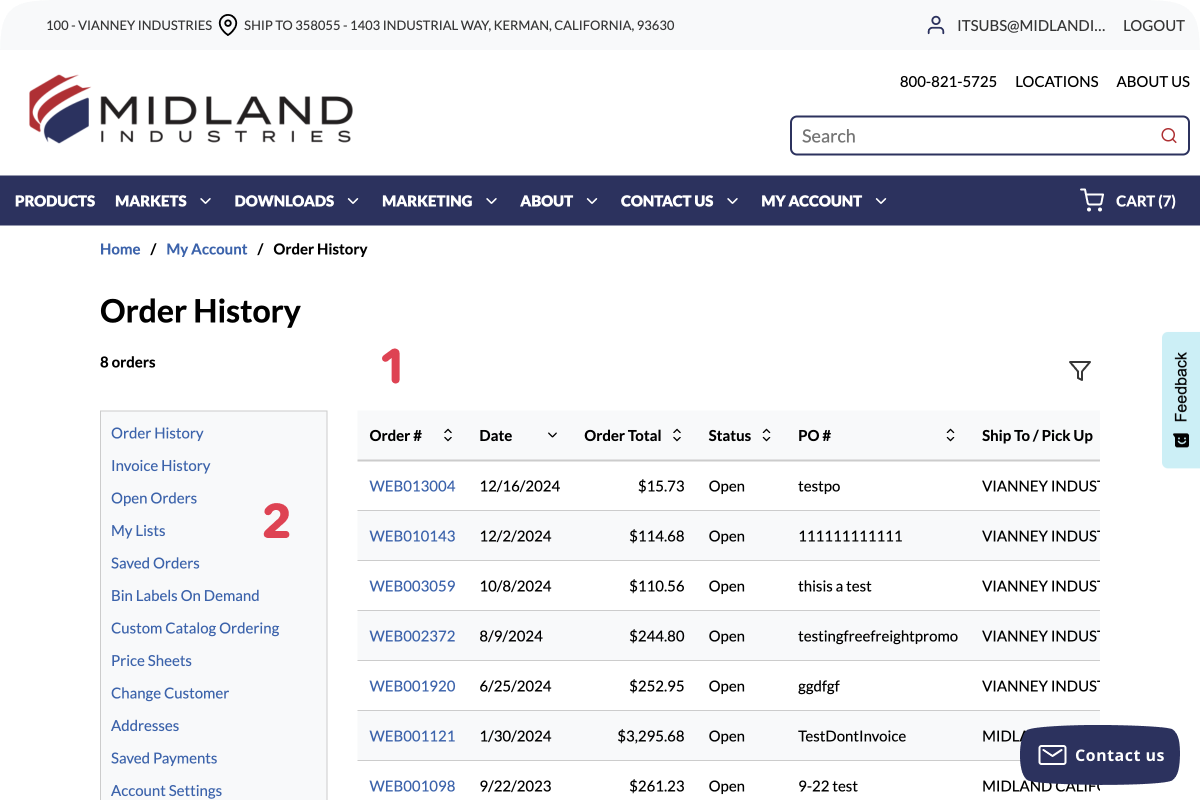 100 - VIANNEY INDUSTRIES SHIP TO 358055 - 1403 INDUSTRIAL WAY, KERMAN, CALIFORNIA, 93630 ITSUBS@MIDLANDI... LOGOUT
800-821-5725 LOCATIONS ABOUT US
MIDLAND
INDUSTRIES
Search
PRODUCTS MARKETS DOWNLOADS MARKETING ABOUT CONTACT US MY ACCOUNT CART (7)
Home / My Account / Order History
Order History
8 orders
1
Feedback
Order History
Invoice History
Open Orders
My Lists
2
Saved Orders
Bin Labels On Demand
Custom Catalog Ordering
Price Sheets
Change Customer
Addresses
Saved Payments
Account Settings
Order # Date Order Total Status PO # Ship To / Pick Up
WEB013004 12/16/2024 $15.73 Open testpo VIANNEY INDUST
WEB010143 12/2/2024 $114.68 Open 111111111111 VIANNEY INDUST
WEB003059 10/8/2024 $110.56 Open thisis a test VIANNEY INDUST
WEB002372 8/9/2024 $244.80 Open testingfreefreightpromo VIANNEY INDUST
WEB001920 6/25/2024 $252.95 Open ggdfgf VIANNEY INDUST
WEB001121 1/30/2024 $3,295.68 Open TestDontInvoice MIDLA
WEB001098 9/22/2023 $261.23 Open 9-22 test MIDLAND CALIF
Contact us